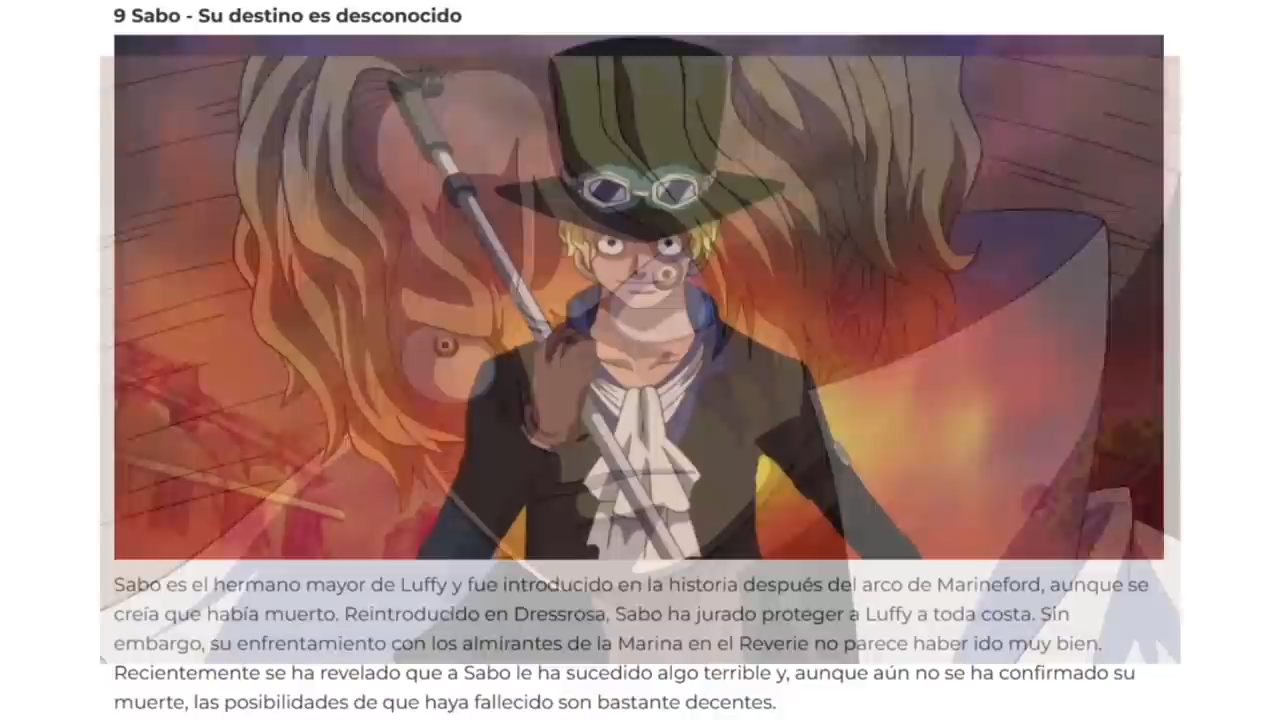 9 Sabo - Su destino es desconocido
Sabo es el hermano mayor de Luffy y fue introducido en la historia después del arco de Marineford, aunque se
creía que había muerto. Reintroducido en Dressrosa, Sabo ha jurado proteger a Luffy a toda costa. Sin
embargo, su enfrentamiento con los almirantes de la Marina en el Reverie no parece haber ido muy bien.
Recientemente se ha revelado que a Sabo le ha sucedido algo terrible y, aunque aún no se ha confirmado su
muerte, las posibilidades de que haya fallecido son bastante decentes.